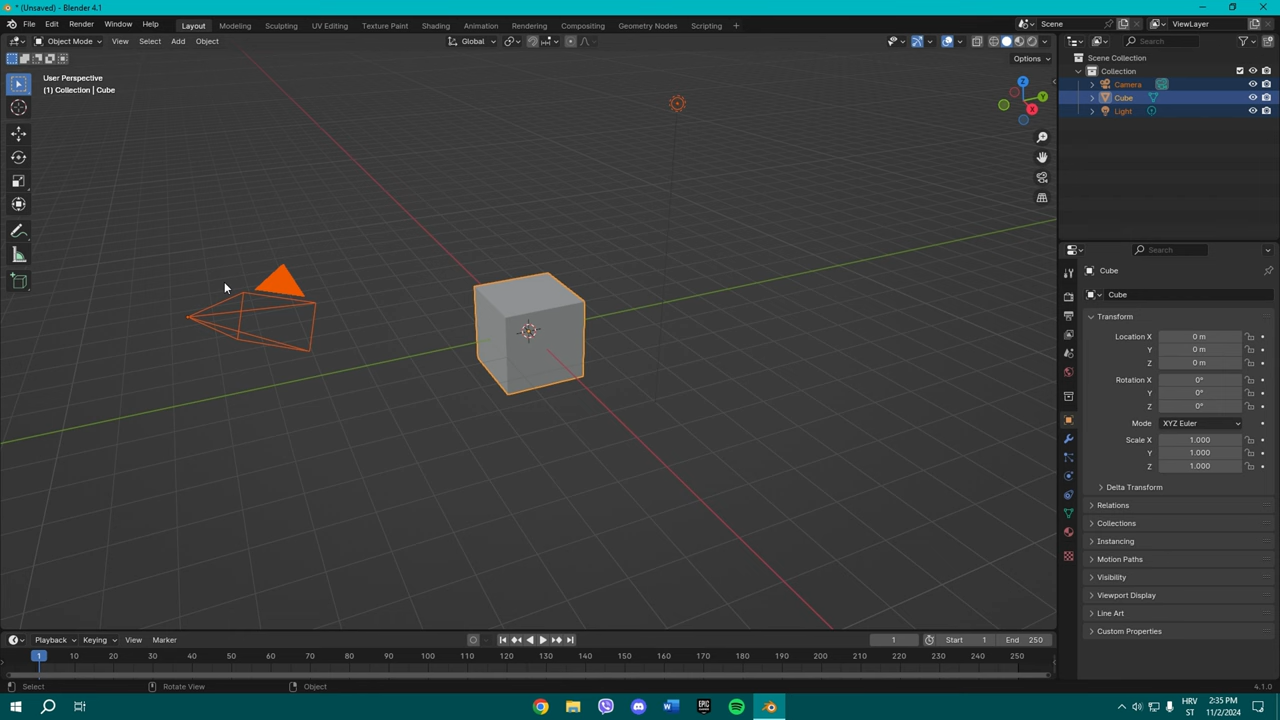 * (Unsaved) - Blender 4.1
File Edit Render Window Help Layout Modeling Sculpting UV Editing Texture Paint Shading Animation Rendering Compositing Geometry Nodes Scripting + Scene ViewLayer
Object Mode View Select Add Object Global Search
Options
User Perspective
(1) Collection | Cube
Z
Y
X
Scene Collection
Collection
Camera
Cube
Light
Search
Cube
Cube
Transform
Location X 0 m
Y 0 m
Z 0 m
Rotation X 0°
Y 0°
Z 0°
Mode XYZ Euler
Scale X 1.000
Y 1.000
Z 1.000
Delta Transform
Relations
Collections
Instancing
Motion Paths
Visibility
Viewport Display
Line Art
Custom Properties
Playback Keying View Marker 1 Start 1 End 250
1 10 20 30 40 50 60 70 80 90 100 110 120 130 140 150 160 170 180 190 200 210 220 230 240 250
Select Rotate View Object 4.1.0
HRV 2:35 PM
ST 11/2/2024